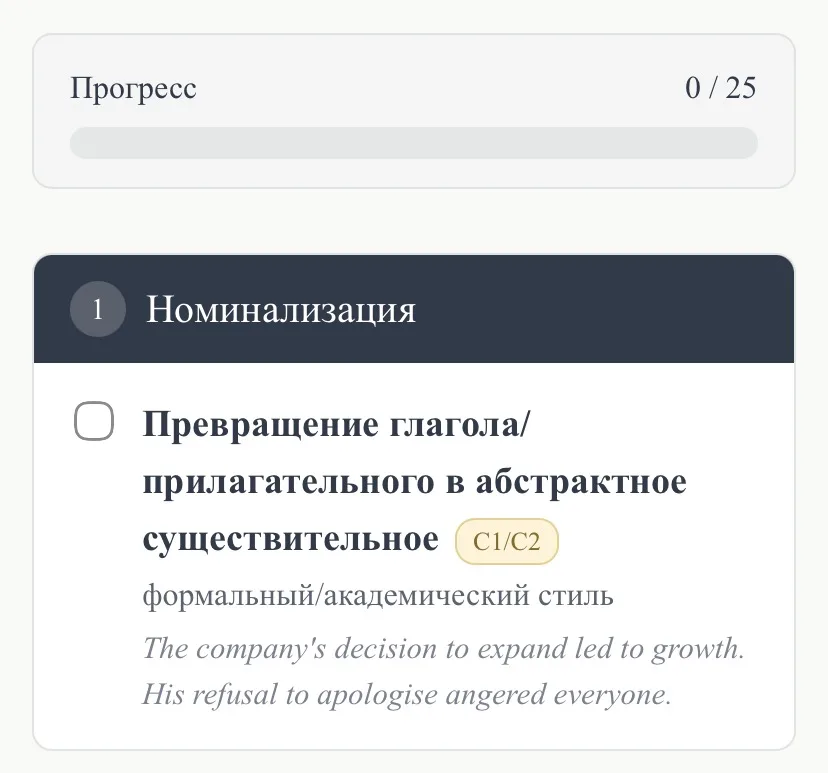 Прогресс 0 / 25
1 Номинализация
Превращение глагола/
прилагательного в абстрактное
существительное C1/C2
формальный/академический стиль
The company's decision to expand led to growth.
His refusal to apologise angered everyone.